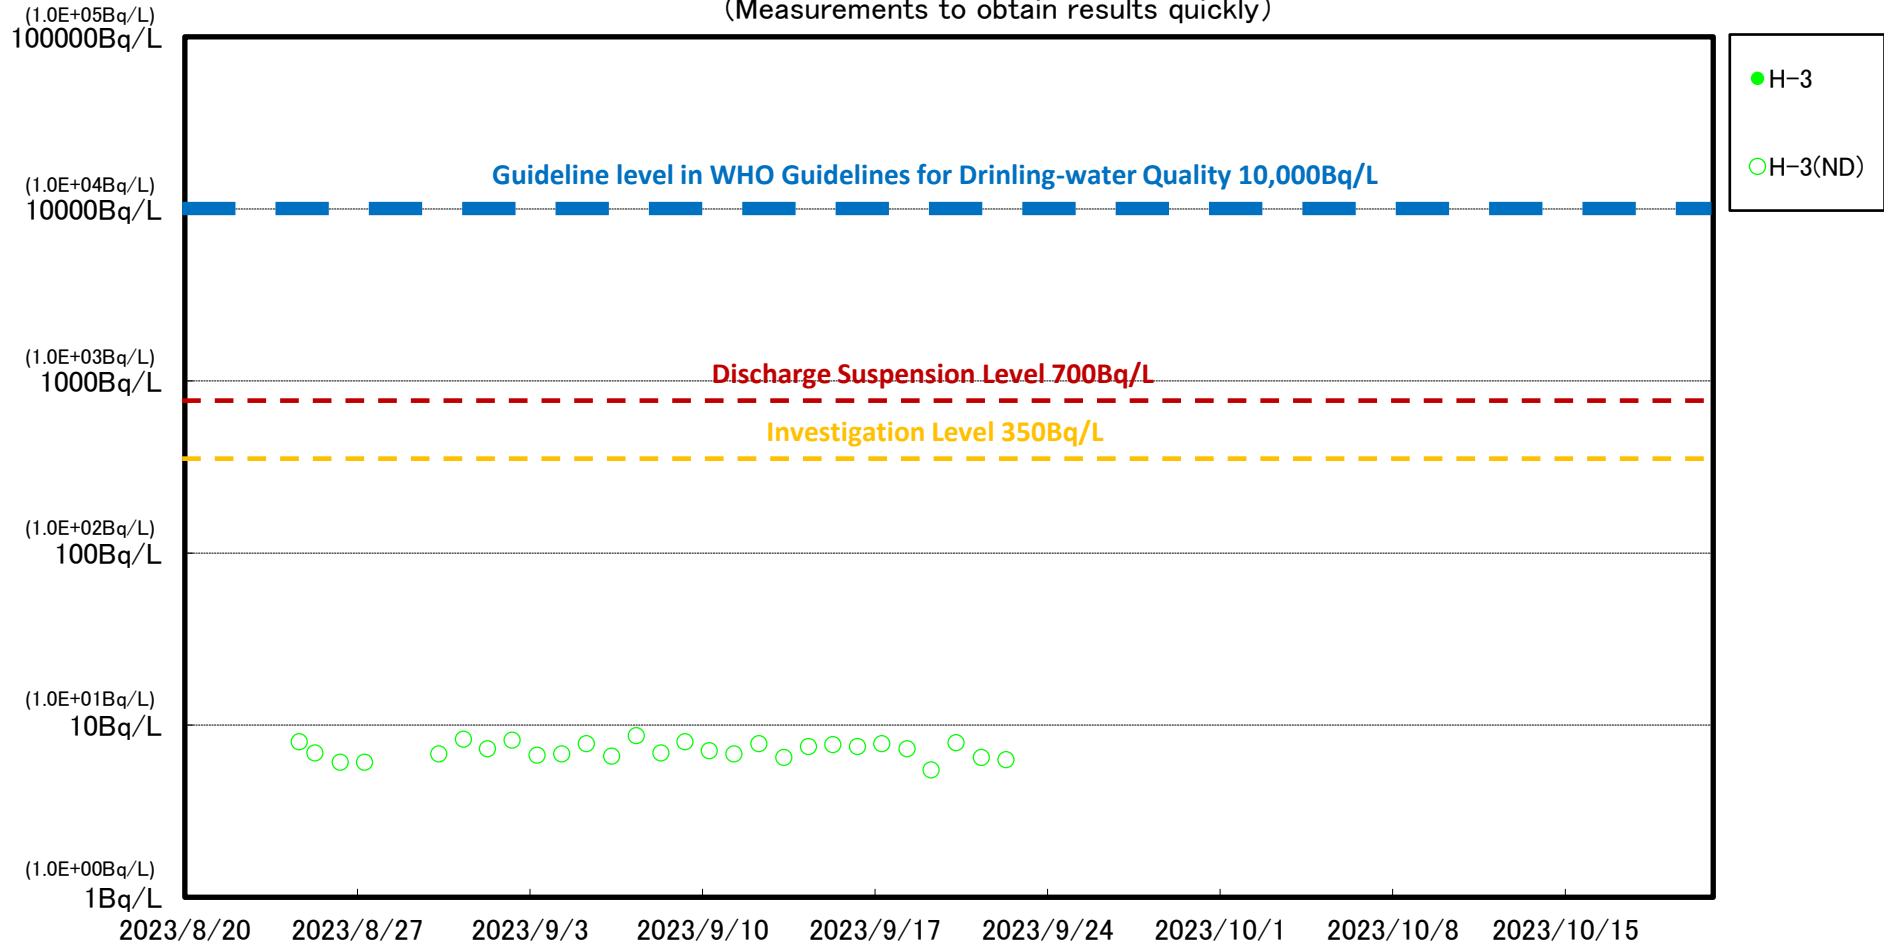 (Measurements to obtain results quickly)
(1.0E+05Bq/L)
100000Bq/L
H-3
H-3(ND)
Guideline level in WHO Guidelines for Drinling-water Quality 10,000Bq/L
(1.0E+04Bq/L)
10000Bq/L
(1.0E+03Bq/L)
1000Bq/L
Discharge Suspension Level 700Bq/L
Investigation Level 350Bq/L
(1.0E+02Bq/L)
100Bq/L
(1.0E+01Bq/L)
10Bq/L
(1.0E+00Bq/L)
1Bq/L
2023/8/20 2023/8/27 2023/9/3 2023/9/10 2023/9/17 2023/9/24 2023/10/1 2023/10/8 2023/10/15